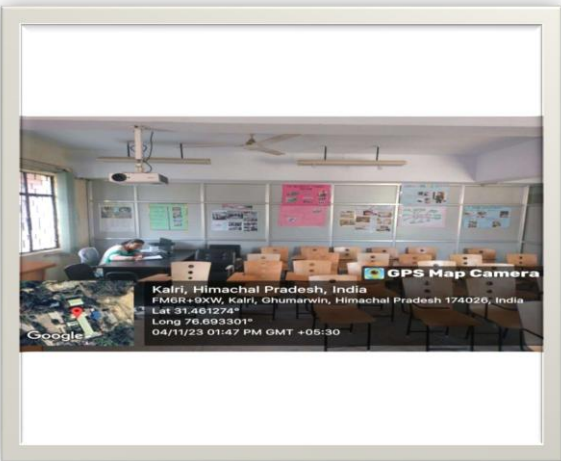 GPS Map Camera
Kalri, Himachal Pradesh, India
FM6R+9XW, Kalri, Ghumarwin, Himachal Pradesh 174026, India
Lat 31.461274°
Long 76.693301°
04/11/23 01:47 PM GMT +05:30
Google